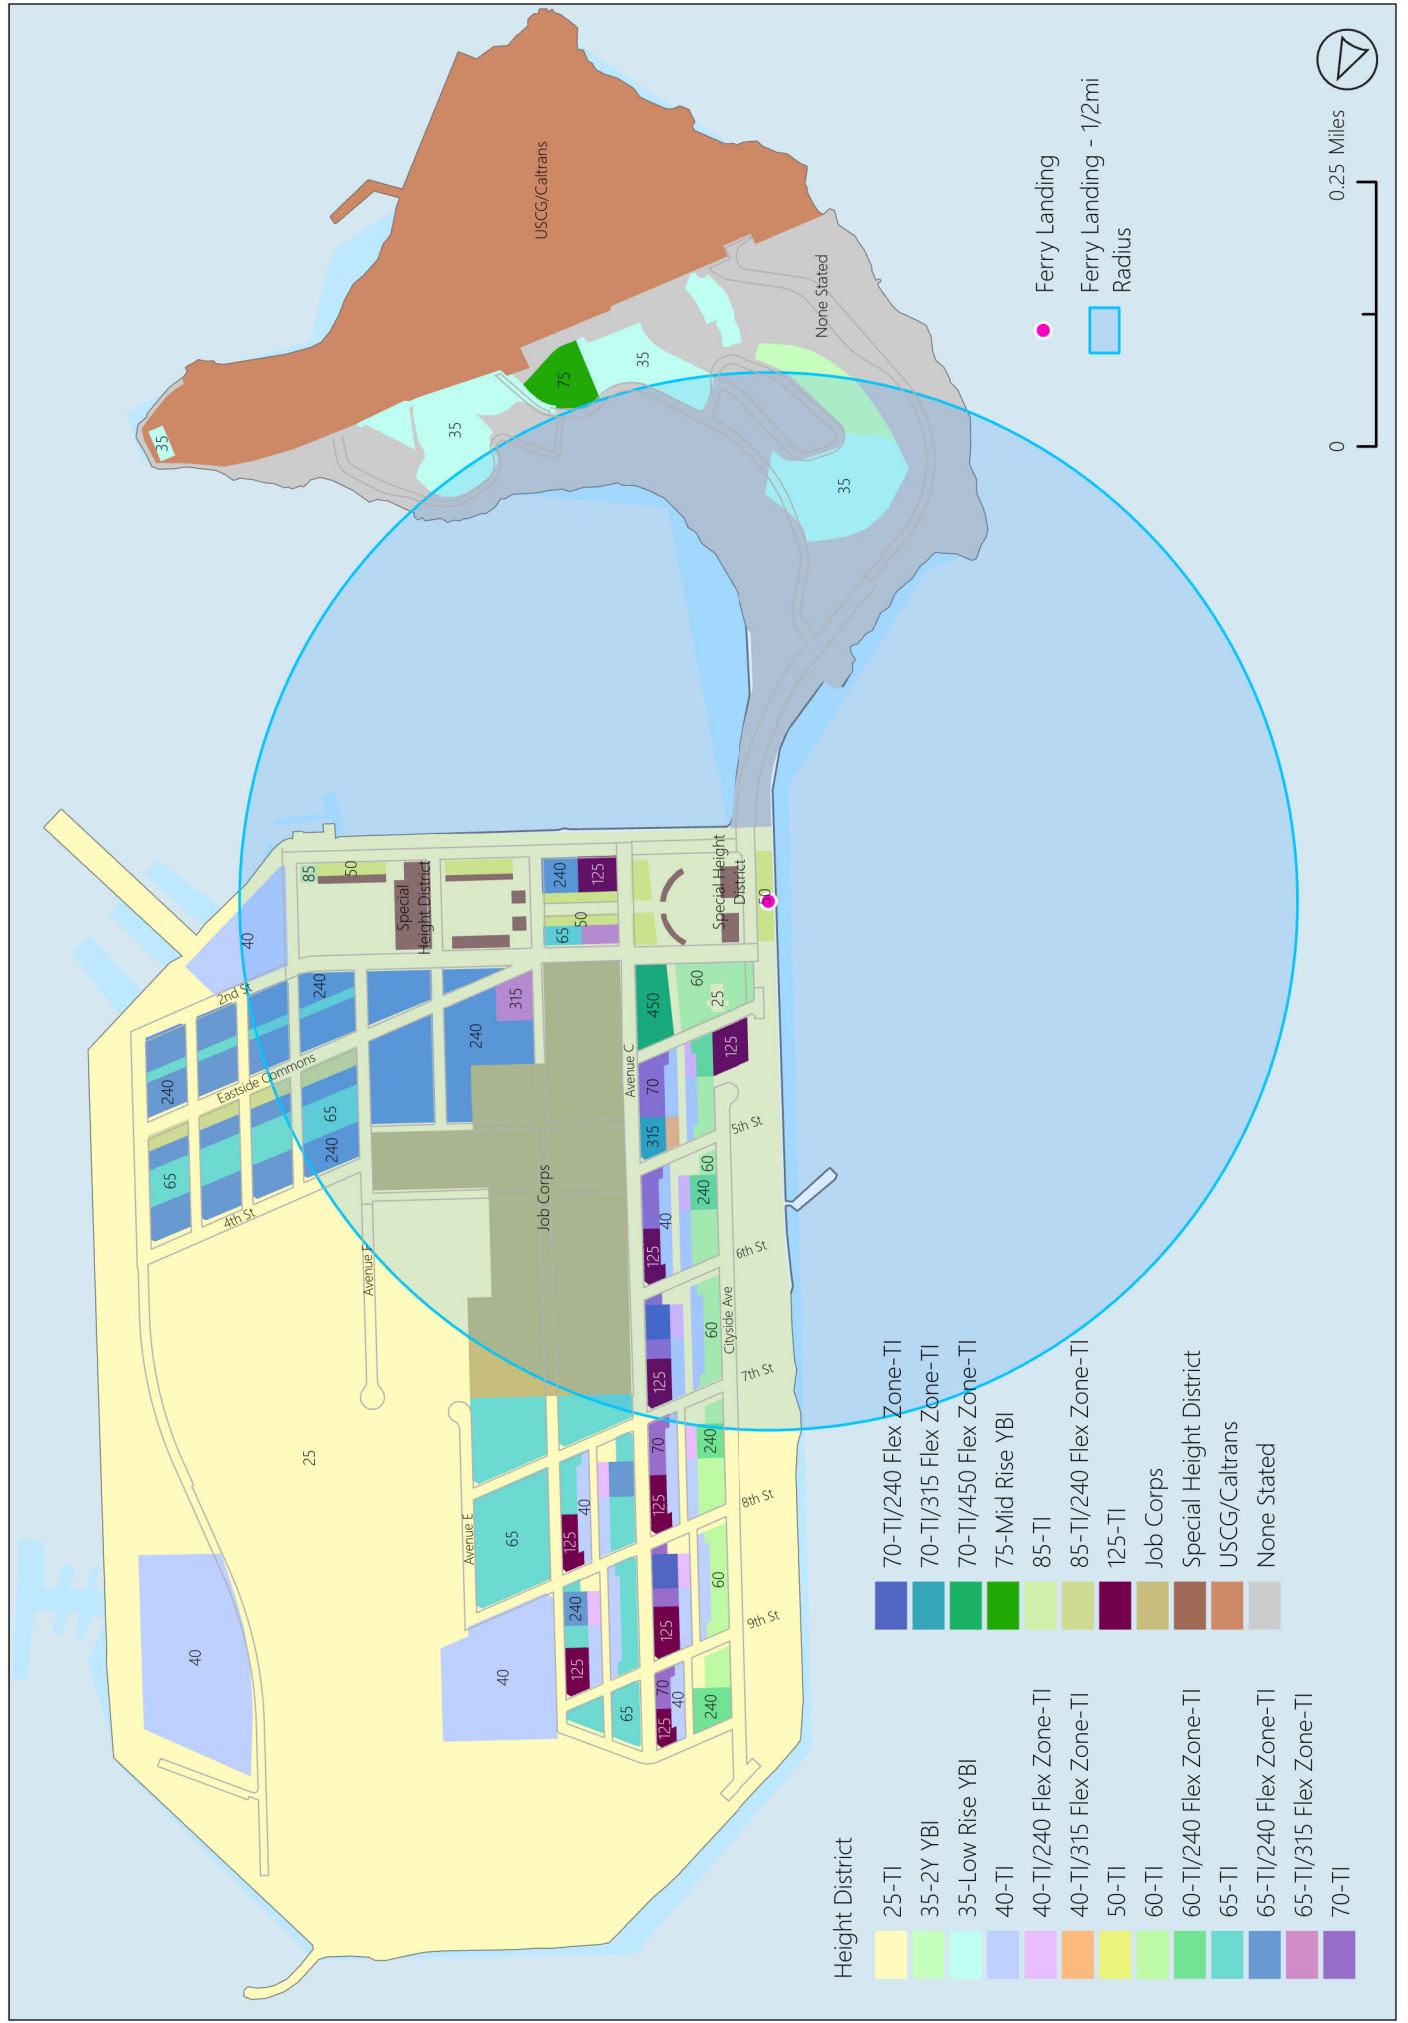 USCG/Caltrans
35
75
35
None Stated
35
35
Ferry Landing
Ferry Landing - 1/2mi
Radius
0
0.25 Miles
40
85
50
Special
Height District
240
125
50
65
Special Height
District
50
2nd St
240
240
Eastside Commons
65
240
65
4th St
315
240
450
60
25
125
Avenue C
70
315
5th St
Job Corps
Avenue F
60
240
40
125
6th St
60
Cityside Ave
125
7th St
25
70
240
125
8th St
40
125
Avenue E
65
60
240
125
9th St
125
40
40
65
70
40
125
240
Height District
25-TI
35-2Y YBI
35-Low Rise YBI
40-TI
40-TI/240 Flex Zone-TI
40-TI/315 Flex Zone-TI
50-TI
60-TI
60-TI/240 Flex Zone-TI
65-TI
65-TI/240 Flex Zone-TI
65-TI/315 Flex Zone-TI
70-TI
70-TI/240 Flex Zone-TI
70-TI/315 Flex Zone-TI
70-TI/450 Flex Zone-TI
75-Mid Rise YBI
85-TI
85-TI/240 Flex Zone-TI
125-TI
Job Corps
Special Height District
USCG/Caltrans
None Stated